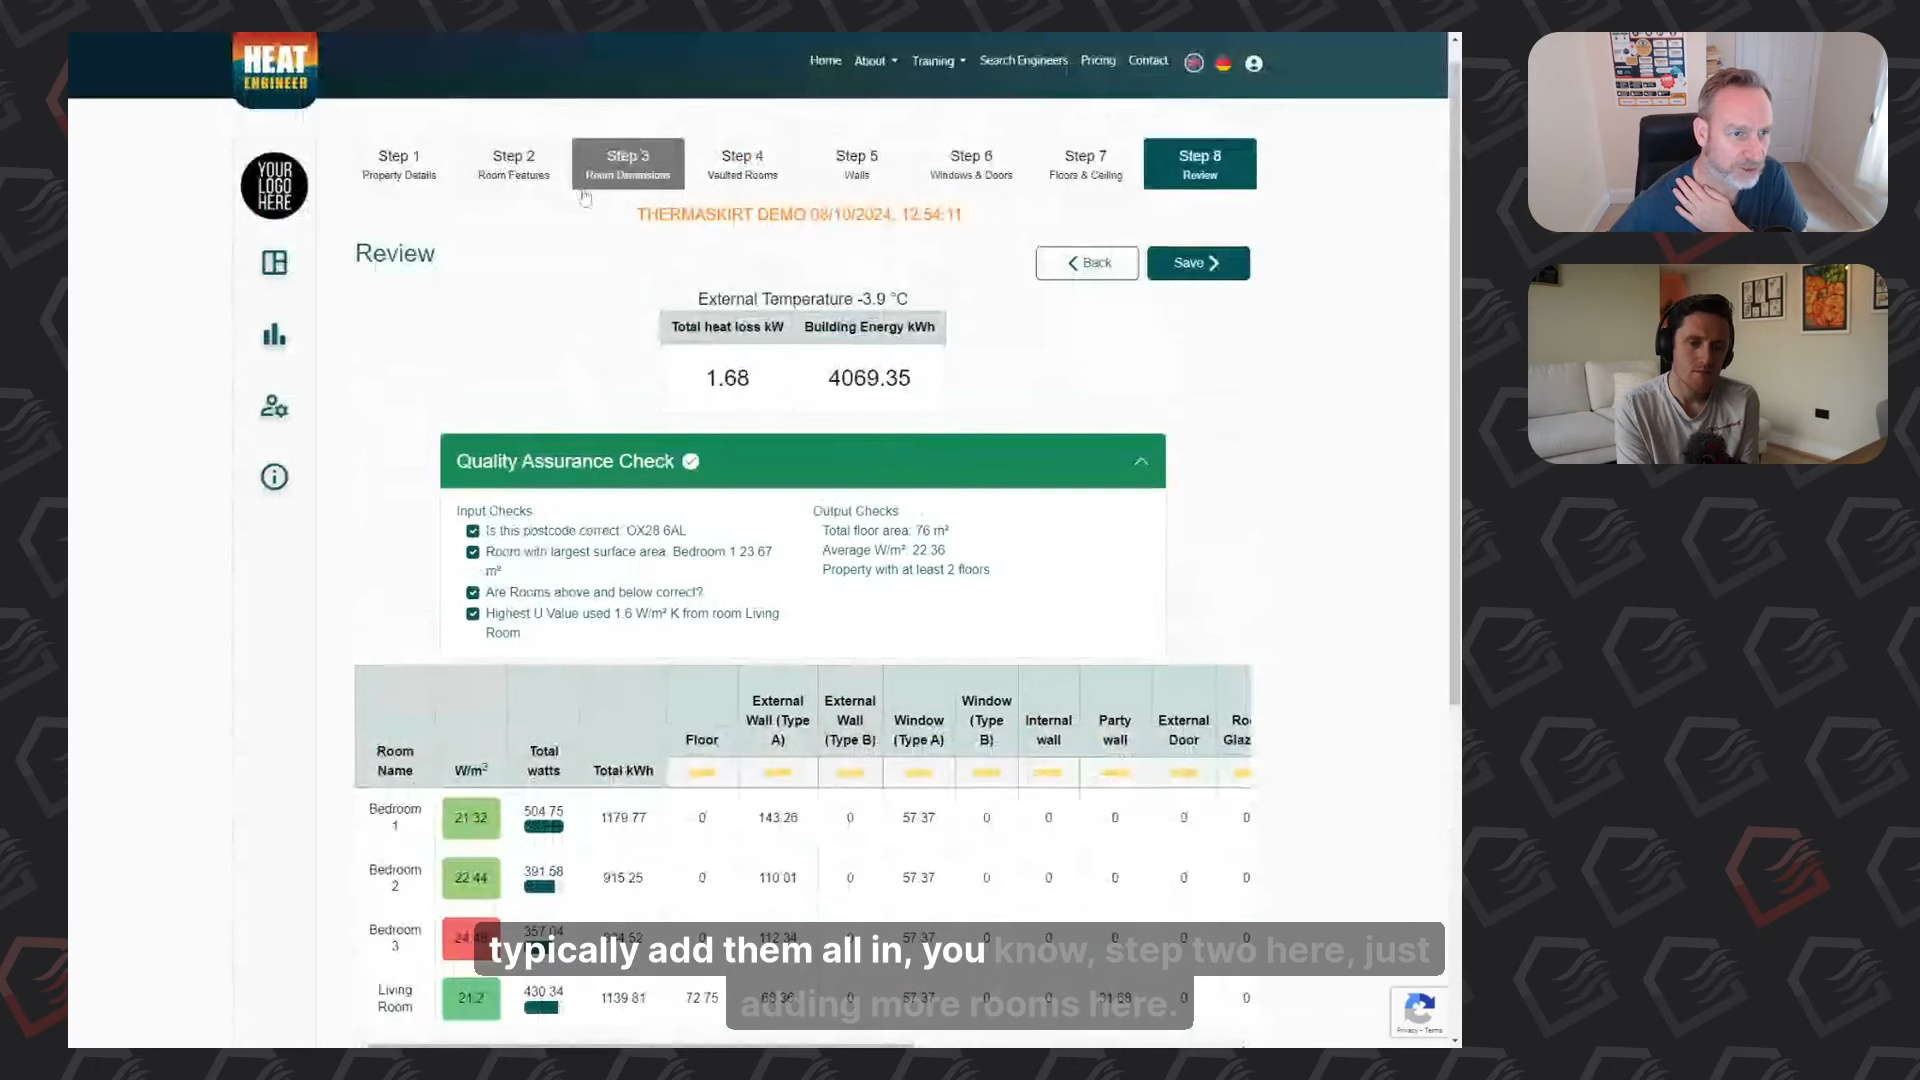 HEAT
ENGINEER
Home About Training Search Engineers Pricing Contact
YOUR
LOGO
HERE
Step 1
Property Details
Step 2
Room Features
Step 3
Room Dimensions
Step 4
Vaulted Rooms
Step 5
Walls
Step 6
Windows & Doors
Step 7
Floors & Ceiling
Step 8
Review
THERMASKIRT DEMO 08/10/2024, 12:54:11
Review
Back
Save
External Temperature -3.9 °C
Total heat loss kW Building Energy kWh
1.68 4069.35
Quality Assurance Check
Input Checks
Is this postcode correct: OX28 6AL
Room with largest surface area: Bedroom 1 23.67
m²
Are Rooms above and below correct?
Highest U Value used 1.6 W/m² K from room Living
Room
Output Checks
Total floor area: 76 m²
Average W/m²: 22.36
Property with at least 2 floors
Room
Name
W/m²
Total
watts
Total kWh
Floor
External
Wall (Type
A)
External
Wall
(Type B)
Window
(Type A)
Window
(Type
B)
Internal
wall
Party
wall
External
Door
Ro
Glaz
Bedroom
1
21.32 504.75 1179.77 0 143.26 0 57.37 0 0 0 0 0
Bedroom
2
22.44 391.58 915.25 0 110.01 0 57.37 0 0 0 0 0
Bedroom
3
357.04
Living
Room
21.2 430.34 1139.81 72.75 57.37 0
typically add them all in, you know, step two here, just
adding more rooms here.
Privacy - Terms